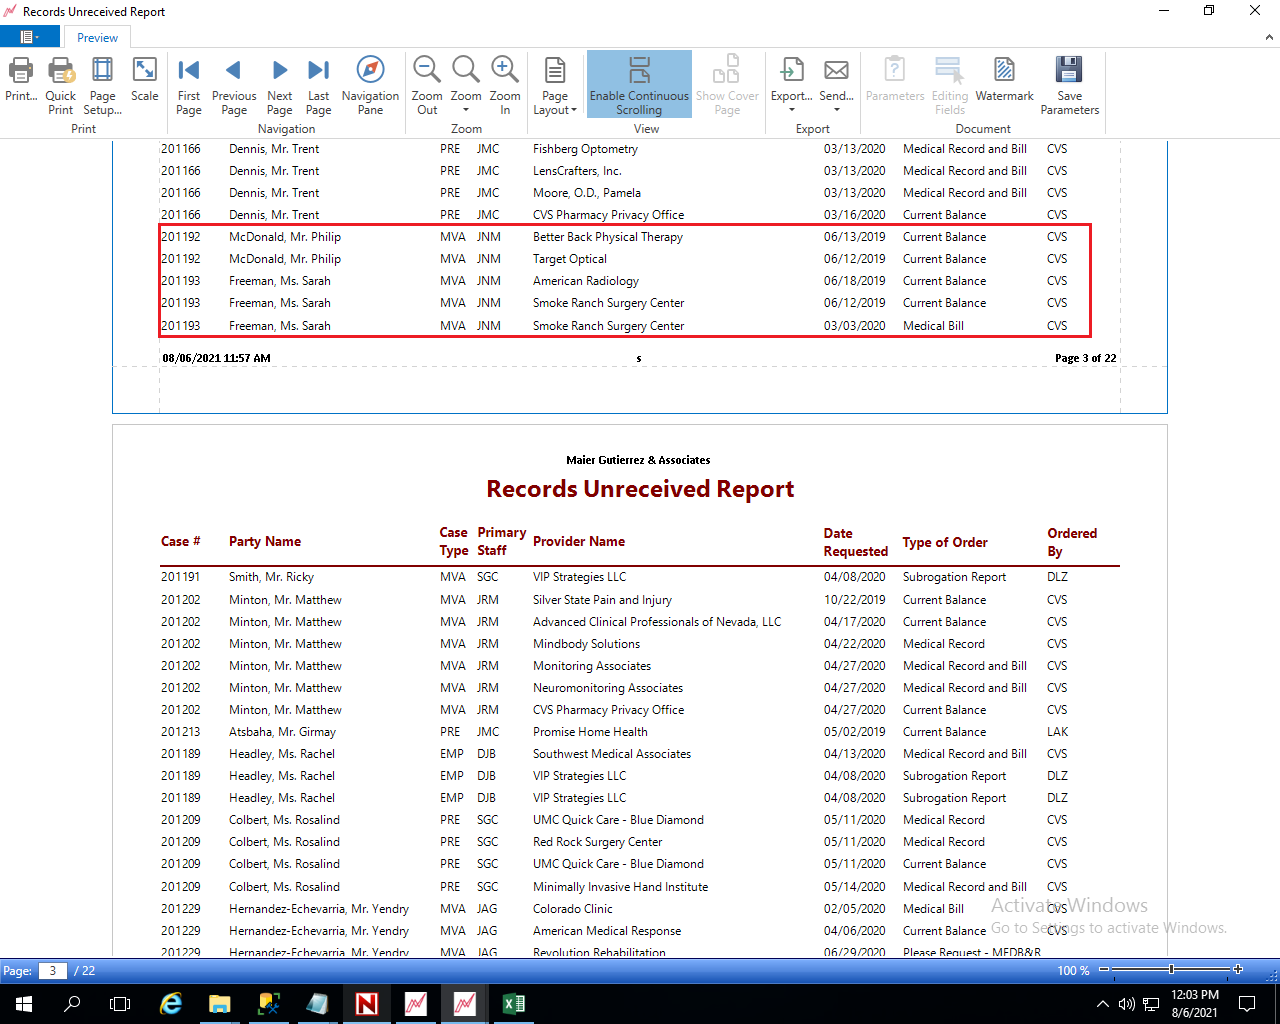 Records Unreceived Report
Preview
Print... Quick Print Page Setup... Scale First Page Previous Page Next Page Last Page Navigation Pane Zoom Out Zoom Zoom In Page Layout Enable Continuous Scrolling Show Cover Page Export... Send... Parameters Editing Fields Watermark Save Parameters
Print Navigation Zoom View Export Document
201166 Dennis, Mr. Trent PRE JMC Fishberg Optometry 03/13/2020 Medical Record and Bill CVS
201166 Dennis, Mr. Trent PRE JMC LensCrafters, Inc. 03/13/2020 Medical Record and Bill CVS
201166 Dennis, Mr. Trent PRE JMC Moore, O.D., Pamela 03/13/2020 Medical Record and Bill CVS
201166 Dennis, Mr. Trent PRE JMC CVS Pharmacy Privacy Office 03/16/2020 Current Balance CVS
201192 McDonald, Mr. Philip MVA JNM Better Back Physical Therapy 06/13/2019 Current Balance CVS
201192 McDonald, Mr. Philip MVA JNM Target Optical 06/12/2019 Current Balance CVS
201193 Freeman, Ms. Sarah MVA JNM American Radiology 06/18/2019 Current Balance CVS
201193 Freeman, Ms. Sarah MVA JNM Smoke Ranch Surgery Center 06/12/2019 Current Balance CVS
201193 Freeman, Ms. Sarah MVA JNM Smoke Ranch Surgery Center 03/03/2020 Medical Bill CVS
08/06/2021 11:57 AM s Page 3 of 22
Maier Gutierrez & Associates
Records Unreceived Report
Case # Party Name Case Type Primary Staff Provider Name Date Requested Type of Order Ordered By
201191 Smith, Mr. Ricky MVA SGC VIP Strategies LLC 04/08/2020 Subrogation Report DLZ
201202 Minton, Mr. Matthew MVA JRM Silver State Pain and Injury 10/22/2019 Current Balance CVS
201202 Minton, Mr. Matthew MVA JRM Advanced Clinical Professionals of Nevada, LLC 04/17/2020 Current Balance CVS
201202 Minton, Mr. Matthew MVA JRM Mindbody Solutions 04/22/2020 Medical Record CVS
201202 Minton, Mr. Matthew MVA JRM Monitoring Associates 04/27/2020 Medical Record and Bill CVS
201202 Minton, Mr. Matthew MVA JRM Neuromonitoring Associates 04/27/2020 Medical Record and Bill CVS
201202 Minton, Mr. Matthew MVA JRM CVS Pharmacy Privacy Office 04/27/2020 Current Balance CVS
201213 Atsbaha, Mr. Girmay PRE JMC Promise Home Health 05/02/2019 Current Balance LAK
201189 Headley, Ms. Rachel EMP DJB Southwest Medical Associates 04/13/2020 Medical Record and Bill CVS
201189 Headley, Ms. Rachel EMP DJB VIP Strategies LLC 04/08/2020 Subrogation Report DLZ
201189 Headley, Ms. Rachel EMP DJB VIP Strategies LLC 04/08/2020 Subrogation Report DLZ
201209 Colbert, Ms. Rosalind PRE SGC UMC Quick Care - Blue Diamond 05/11/2020 Medical Record CVS
201209 Colbert, Ms. Rosalind PRE SGC Red Rock Surgery Center 05/11/2020 Medical Record CVS
201209 Colbert, Ms. Rosalind PRE SGC UMC Quick Care - Blue Diamond 05/11/2020 Current Balance CVS
201209 Colbert, Ms. Rosalind PRE SGC Minimally Invasive Hand Institute 05/14/2020 Medical Record and Bill CVS
201229 Hernandez-Echevarria, Mr. Yendry MVA JAG Colorado Clinic 02/05/2020 Medical Bill CVS
201229 Hernandez-Echevarria, Mr. Yendry MVA JAG American Medical Response 04/06/2020 Current Balance CVS
201229 Hernandez-Echevarria, Mr. Yendry MVA JAG Revolution Rehabilitation 06/29/2020 Please Request - MEDB&R
Activate Windows
Go to Settings to activate Windows.
Page: 3 / 22 100 %
12:03 PM
8/6/2021